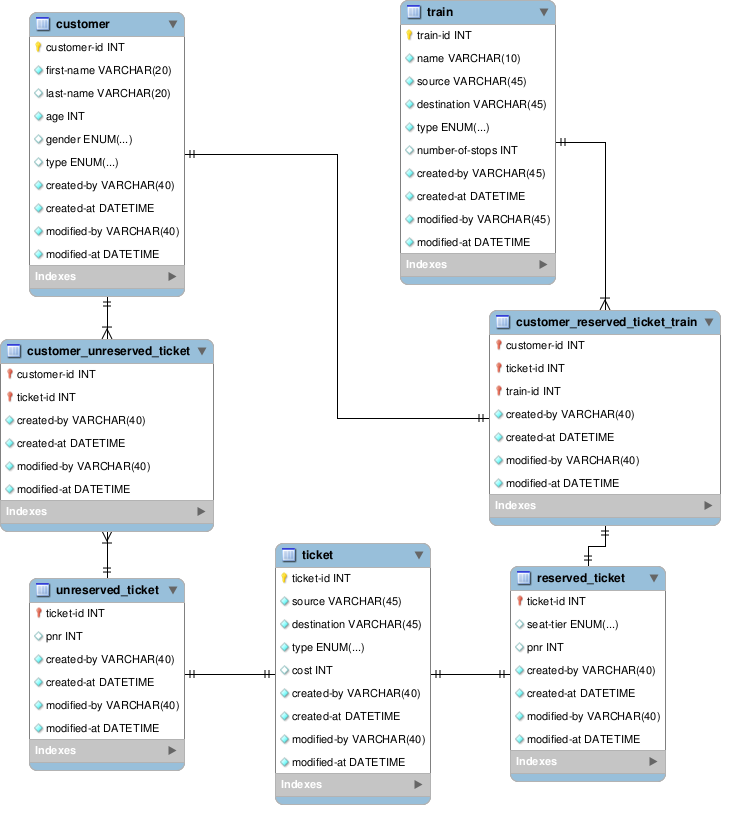 customer
customer-id INT
first-name VARCHAR(20)
last-name VARCHAR(20)
age INT
gender ENUM(...)
type ENUM(...)
created-by VARCHAR(40)
created-at DATETIME
modified-by VARCHAR(40)
modified-at DATETIME
Indexes
train
train-id INT
name VARCHAR(10)
source VARCHAR(45)
destination VARCHAR(45)
type ENUM(...)
number-of-stops INT
created-by VARCHAR(45)
created-at DATETIME
modified-by VARCHAR(45)
modified-at DATETIME
Indexes
customer_unreserved_ticket
customer-id INT
ticket-id INT
created-by VARCHAR(40)
created-at DATETIME
modified-by VARCHAR(40)
modified-at DATETIME
Indexes
customer_reserved_ticket_train
customer-id INT
ticket-id INT
train-id INT
created-by VARCHAR(40)
created-at DATETIME
modified-by VARCHAR(40)
modified-at DATETIME
Indexes
unreserved_ticket
ticket-id INT
pnr INT
created-by VARCHAR(40)
created-at DATETIME
modified-by VARCHAR(40)
modified-at DATETIME
Indexes
ticket
ticket-id INT
source VARCHAR(45)
destination VARCHAR(45)
type ENUM(...)
cost INT
created-by VARCHAR(40)
created-at DATETIME
modified-by VARCHAR(40)
modified-at DATETIME
Indexes
reserved_ticket
ticket-id INT
seat-tier ENUM(...)
pnr INT
created-by VARCHAR(40)
created-at DATETIME
modified-by VARCHAR(40)
modified-at DATETIME
Indexes